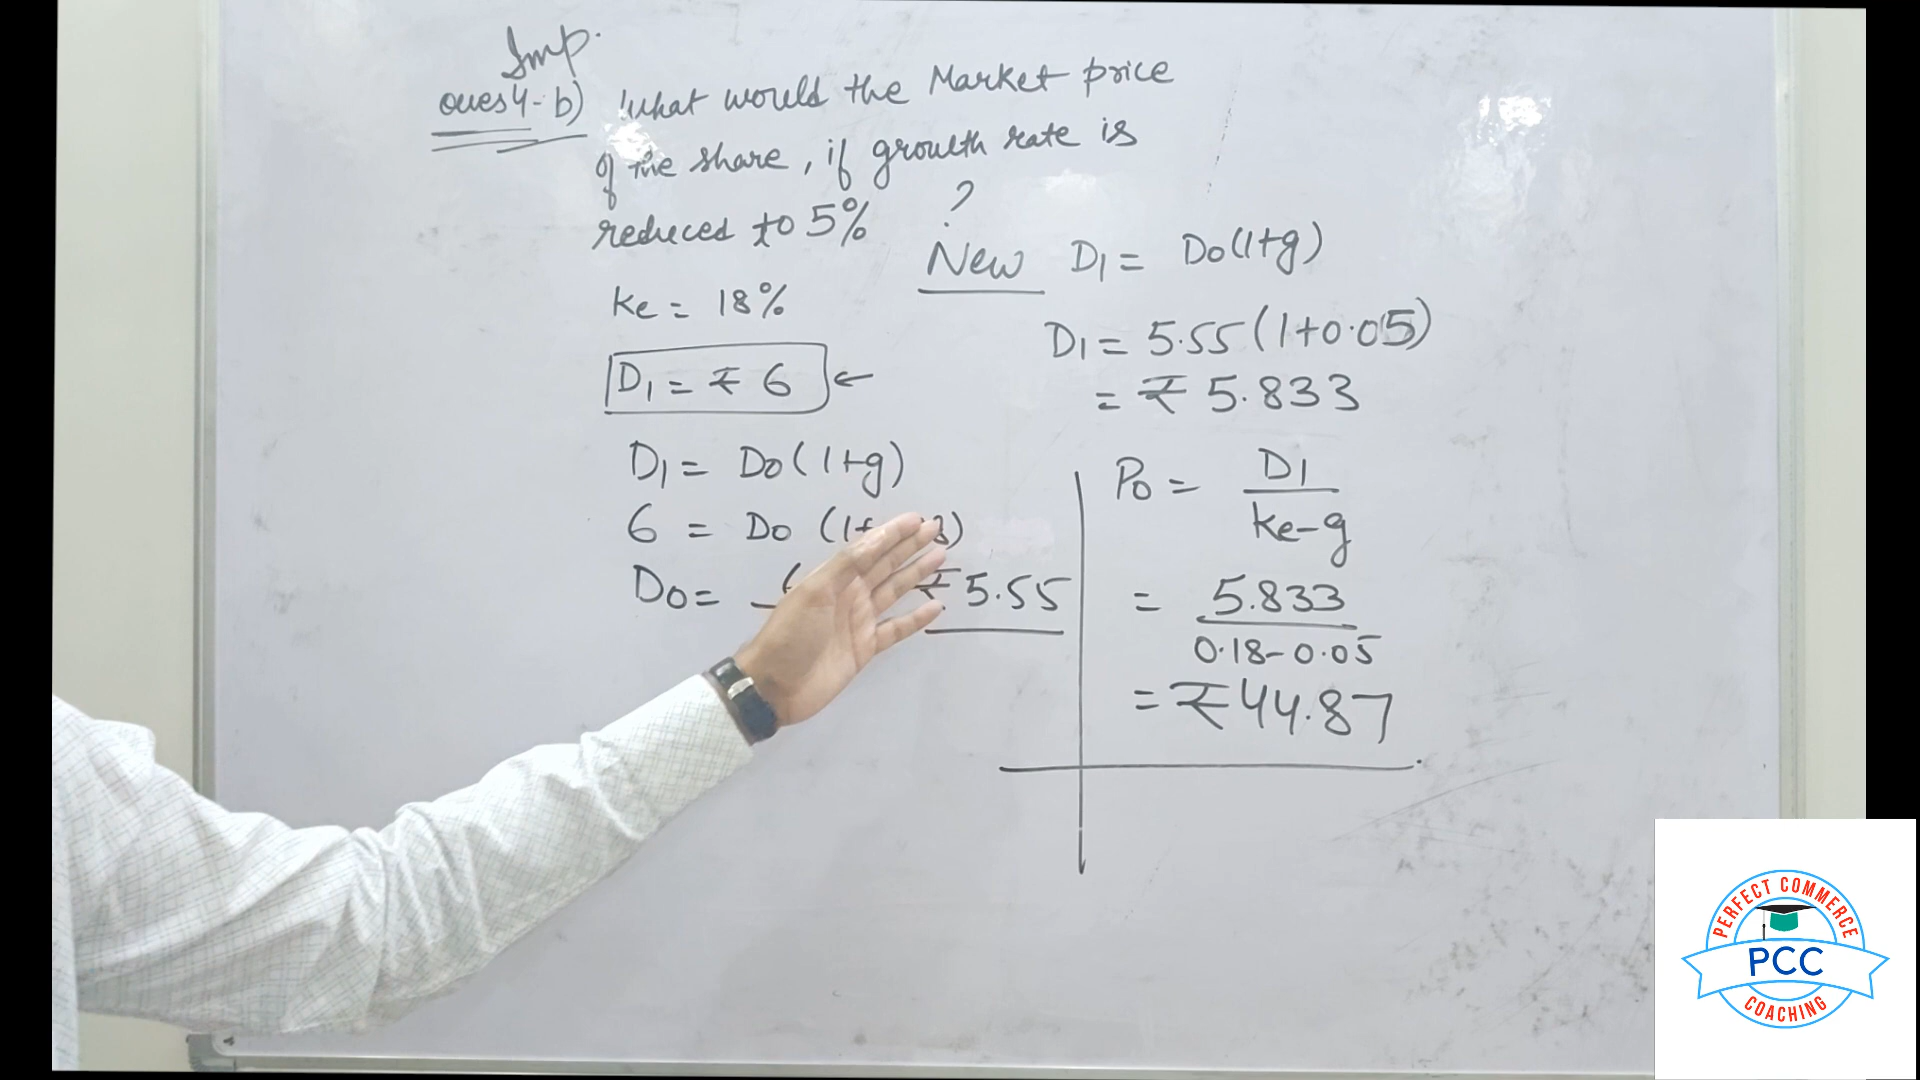 Imp.
Ques 4-b) What would the Market price
of the share, if growth rate is
reduced to 5% ?
Ke = 18%
D1 = ₹ 6 ←
D1 = Do(1+g)
6 = Do (1+
Do =
₹ 5.55
New D1 = Do(1+g)
D1 = 5.55 (1+0.05)
= ₹ 5.833
Po = D1
Ke-g
= 5.833
0.18-0.05
= ₹ 44.87
PERFECT COMMERCE
PCC
COACHING